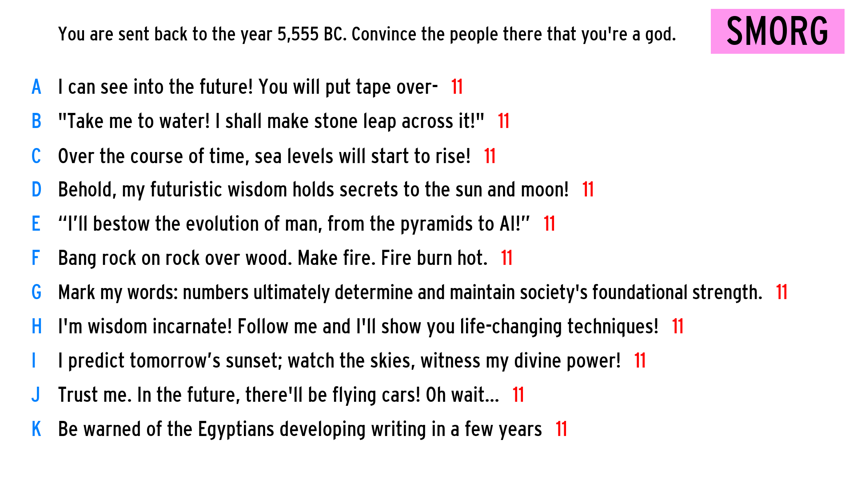 You are sent back to the year 5,555 BC. Convince the people there that you're a god.
SMORG
A I can see into the future! You will put tape over- 11
B "Take me to water! I shall make stone leap across it!" 11
C Over the course of time, sea levels will start to rise! 11
D Behold, my futuristic wisdom holds secrets to the sun and moon! 11
E “I’ll bestow the evolution of man, from the pyramids to AI!” 11
F Bang rock on rock over wood. Make fire. Fire burn hot. 11
G Mark my words: numbers ultimately determine and maintain society's foundational strength. 11
H I'm wisdom incarnate! Follow me and I'll show you life-changing techniques! 11
I I predict tomorrow’s sunset; watch the skies, witness my divine power! 11
J Trust me. In the future, there'll be flying cars! Oh wait... 11
K Be warned of the Egyptians developing writing in a few years 11